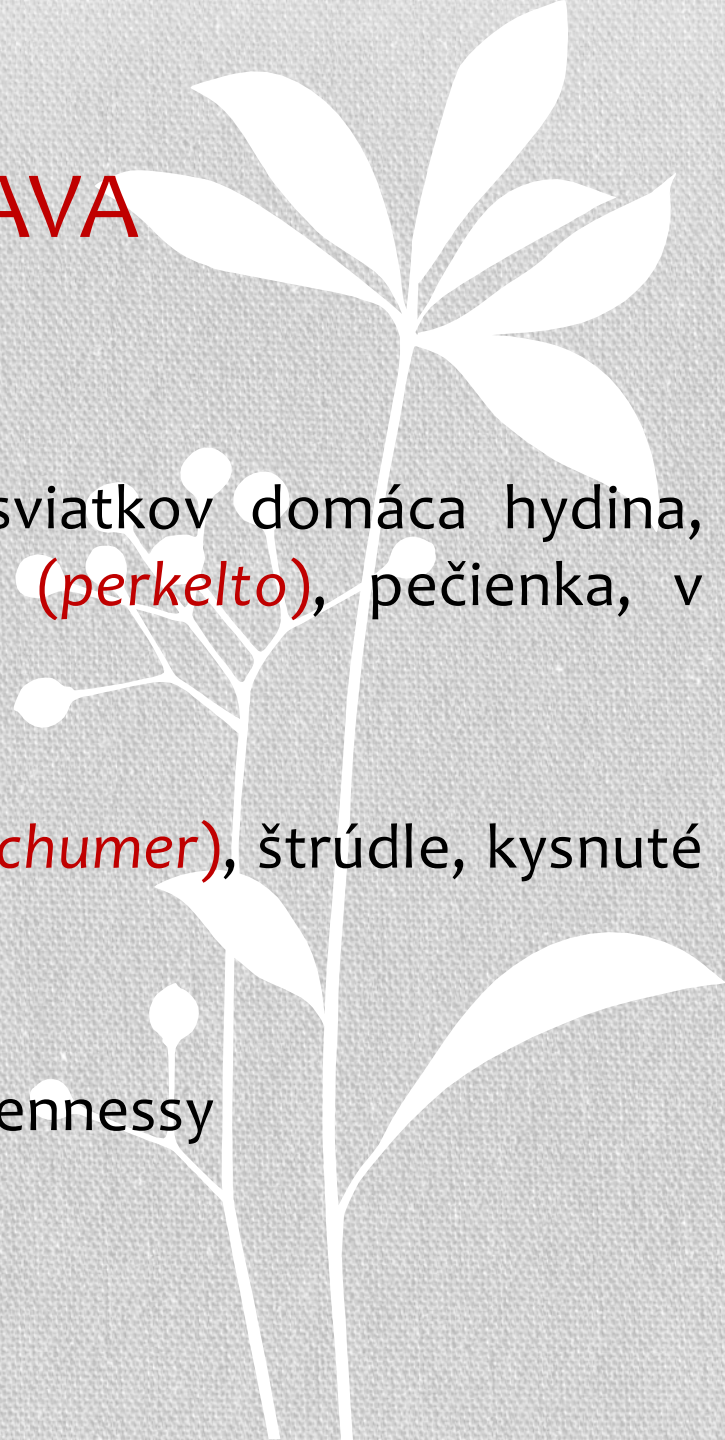 AVA
sviatkov domáca hydina,
(perkelto), pečienka, v
chumer), štrúdle, kysnuté
ennessy